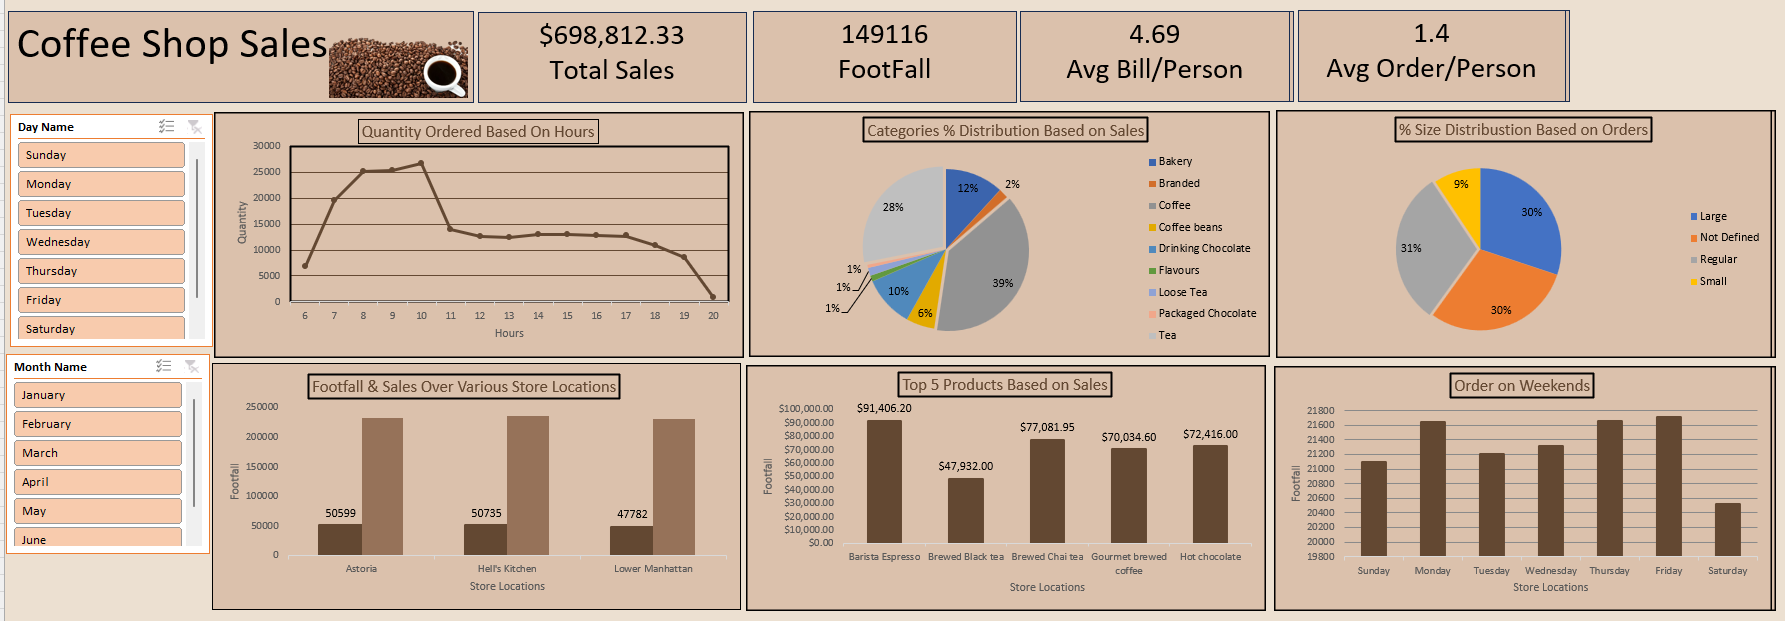 Coffee Shop Sales
$698,812.33
Total Sales
149116
FootFall
4.69
Avg Bill/Person
1.4
Avg Order/Person
Day Name
Sunday
Monday
Tuesday
Wednesday
Thursday
Friday
Saturday
Month Name
January
February
March
April
May
June
Quantity Ordered Based On Hours
30000
25000
20000
15000
10000
5000
0
Quantity
6 7 8 9 10 11 12 13 14 15 16 17 18 19 20
Hours
Categories % Distribution Based on Sales
12%
2%
39%
6%
10%
1%
1%
1%
28%
Bakery
Branded
Coffee
Coffee beans
Drinking Chocolate
Flavours
Loose Tea
Packaged Chocolate
Tea
% Size Distribustion Based on Orders
30%
30%
31%
9%
Large
Not Defined
Regular
Small
Footfall & Sales Over Various Store Locations
250000
200000
150000
100000
50000
0
Footfall
50599
50735
47782
Astoria
Hell's Kitchen
Lower Manhattan
Store Locations
Top 5 Products Based on Sales
$100,000.00
$90,000.00
$80,000.00
$70,000.00
$60,000.00
$50,000.00
$40,000.00
$30,000.00
$20,000.00
$10,000.00
$0.00
Footfall
$91,406.20
$47,932.00
$77,081.95
$70,034.60
$72,416.00
Barista Espresso
Brewed Black tea
Brewed Chai tea
Gourmet brewed
coffee
Hot chocolate
Store Locations
Order on Weekends
21800
21600
21400
21200
21000
20800
20600
20400
20200
20000
19800
Footfall
Sunday
Monday
Tuesday
Wednesday
Thursday
Friday
Saturday
Store Locations